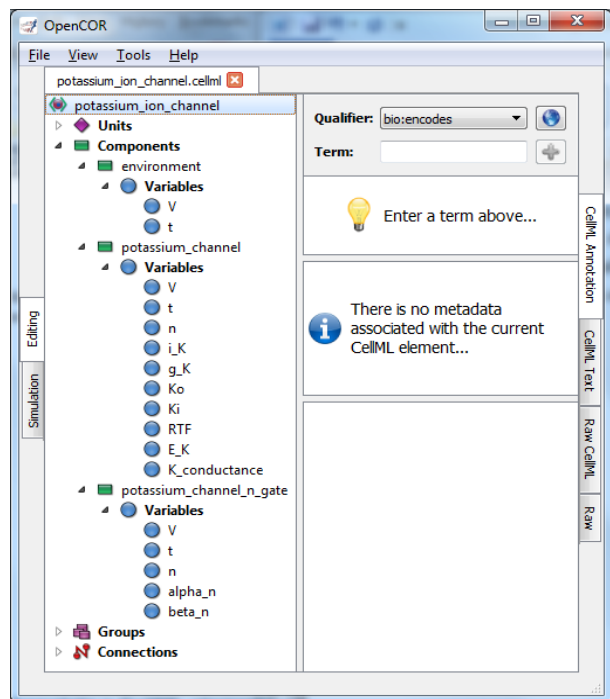 OpenCOR
File View Tools Help
potassium_ion_channel.cellml
potassium_ion_channel
Units
Components
environment
Variables
V
t
potassium_channel
Variables
V
t
n
i_K
g_K
Ko
Ki
RTF
E_K
K_conductance
potassium_channel_n_gate
Variables
V
t
n
alpha_n
beta_n
Groups
Connections
Qualifier: bio:encodes
Term:
Enter a term above...
There is no metadata
associated with the current
CellML element...
Editing
Simulation
CellML Annotation
CellML Text
Raw CellML
Raw